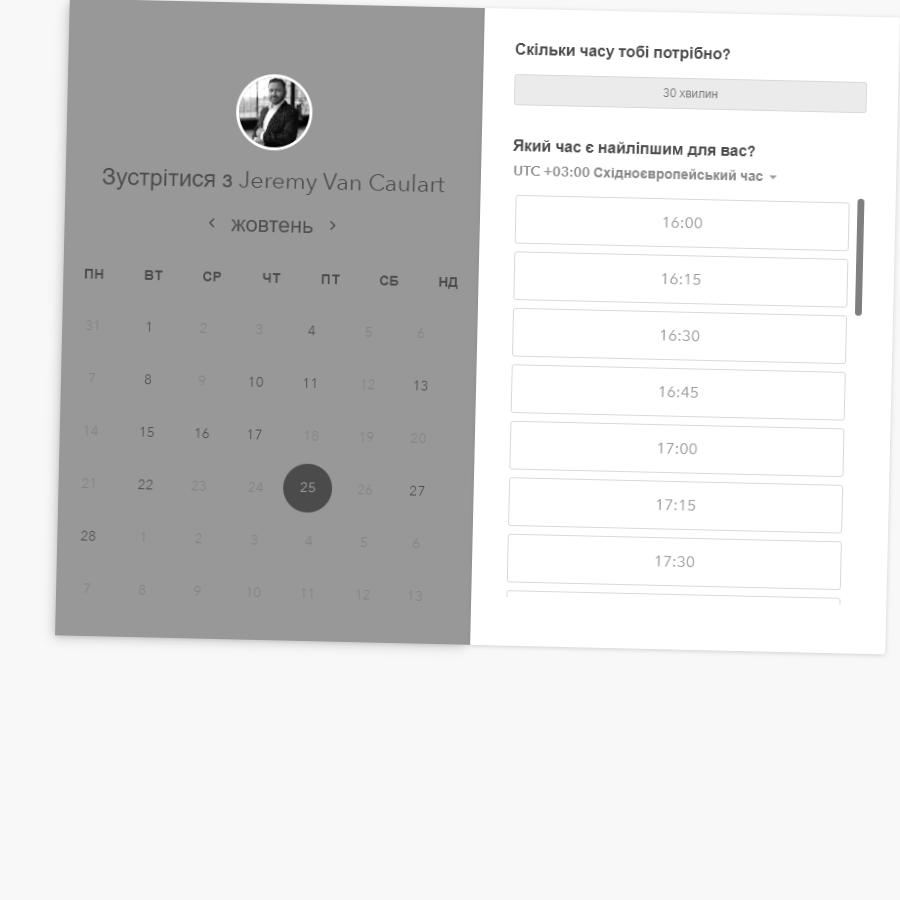 Зустрітися з Jeremy Van Caulart
жовтень
ПН ВТ СР ЧТ ПТ СБ НД
31 1 2 3 4 5 6
7 8 9 10 11 12 13
14 15 16 17 18 19 20
21 22 23 24 25 26 27
28 1 2 3 4 5 6
7 8 9 10 11 12 13
Скільки часу тобі потрібно?
30 хвилин
Який час є найліпшим для вас?
UTC +03:00 Східноєвропейський час
16:00
16:15
16:30
16:45
17:00
17:15
17:30